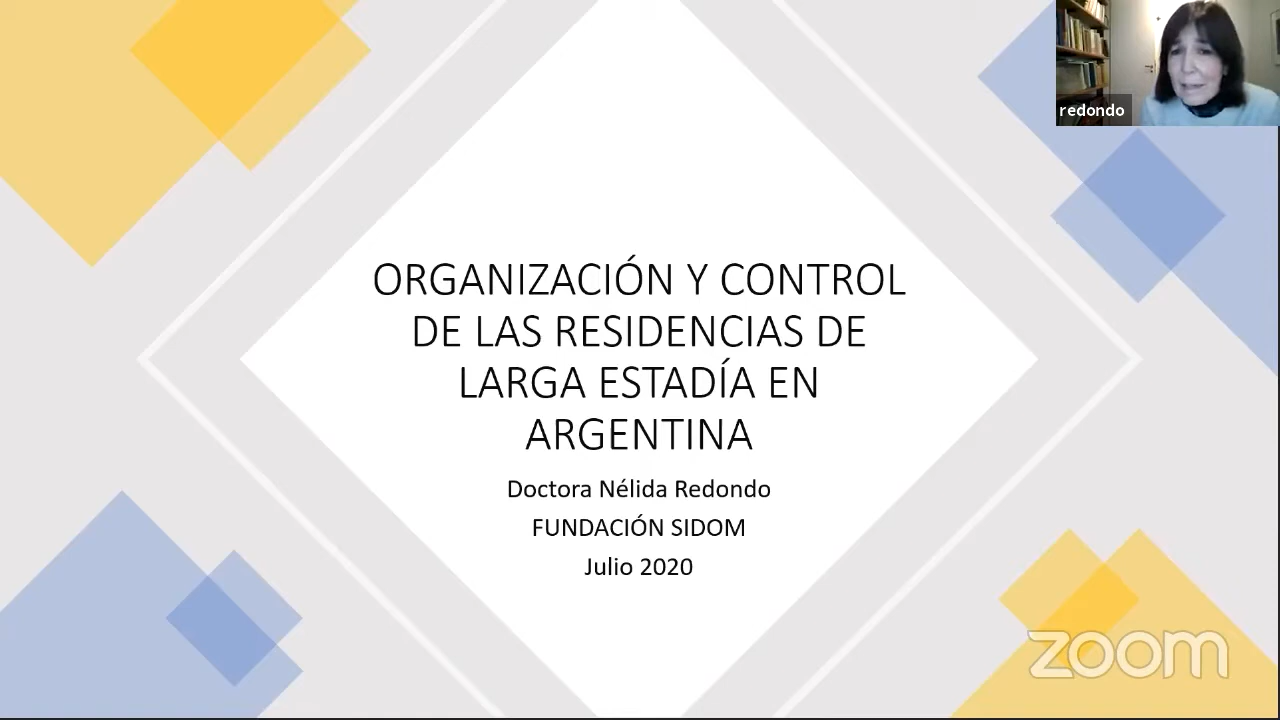 redondo
ORGANIZACIÓN Y CONTROL
DE LAS RESIDENCIAS DE
LARGA ESTADÍA EN
ARGENTINA
Doctora Nélida Redondo
FUNDACIÓN SIDOM
Julio 2020
zoom